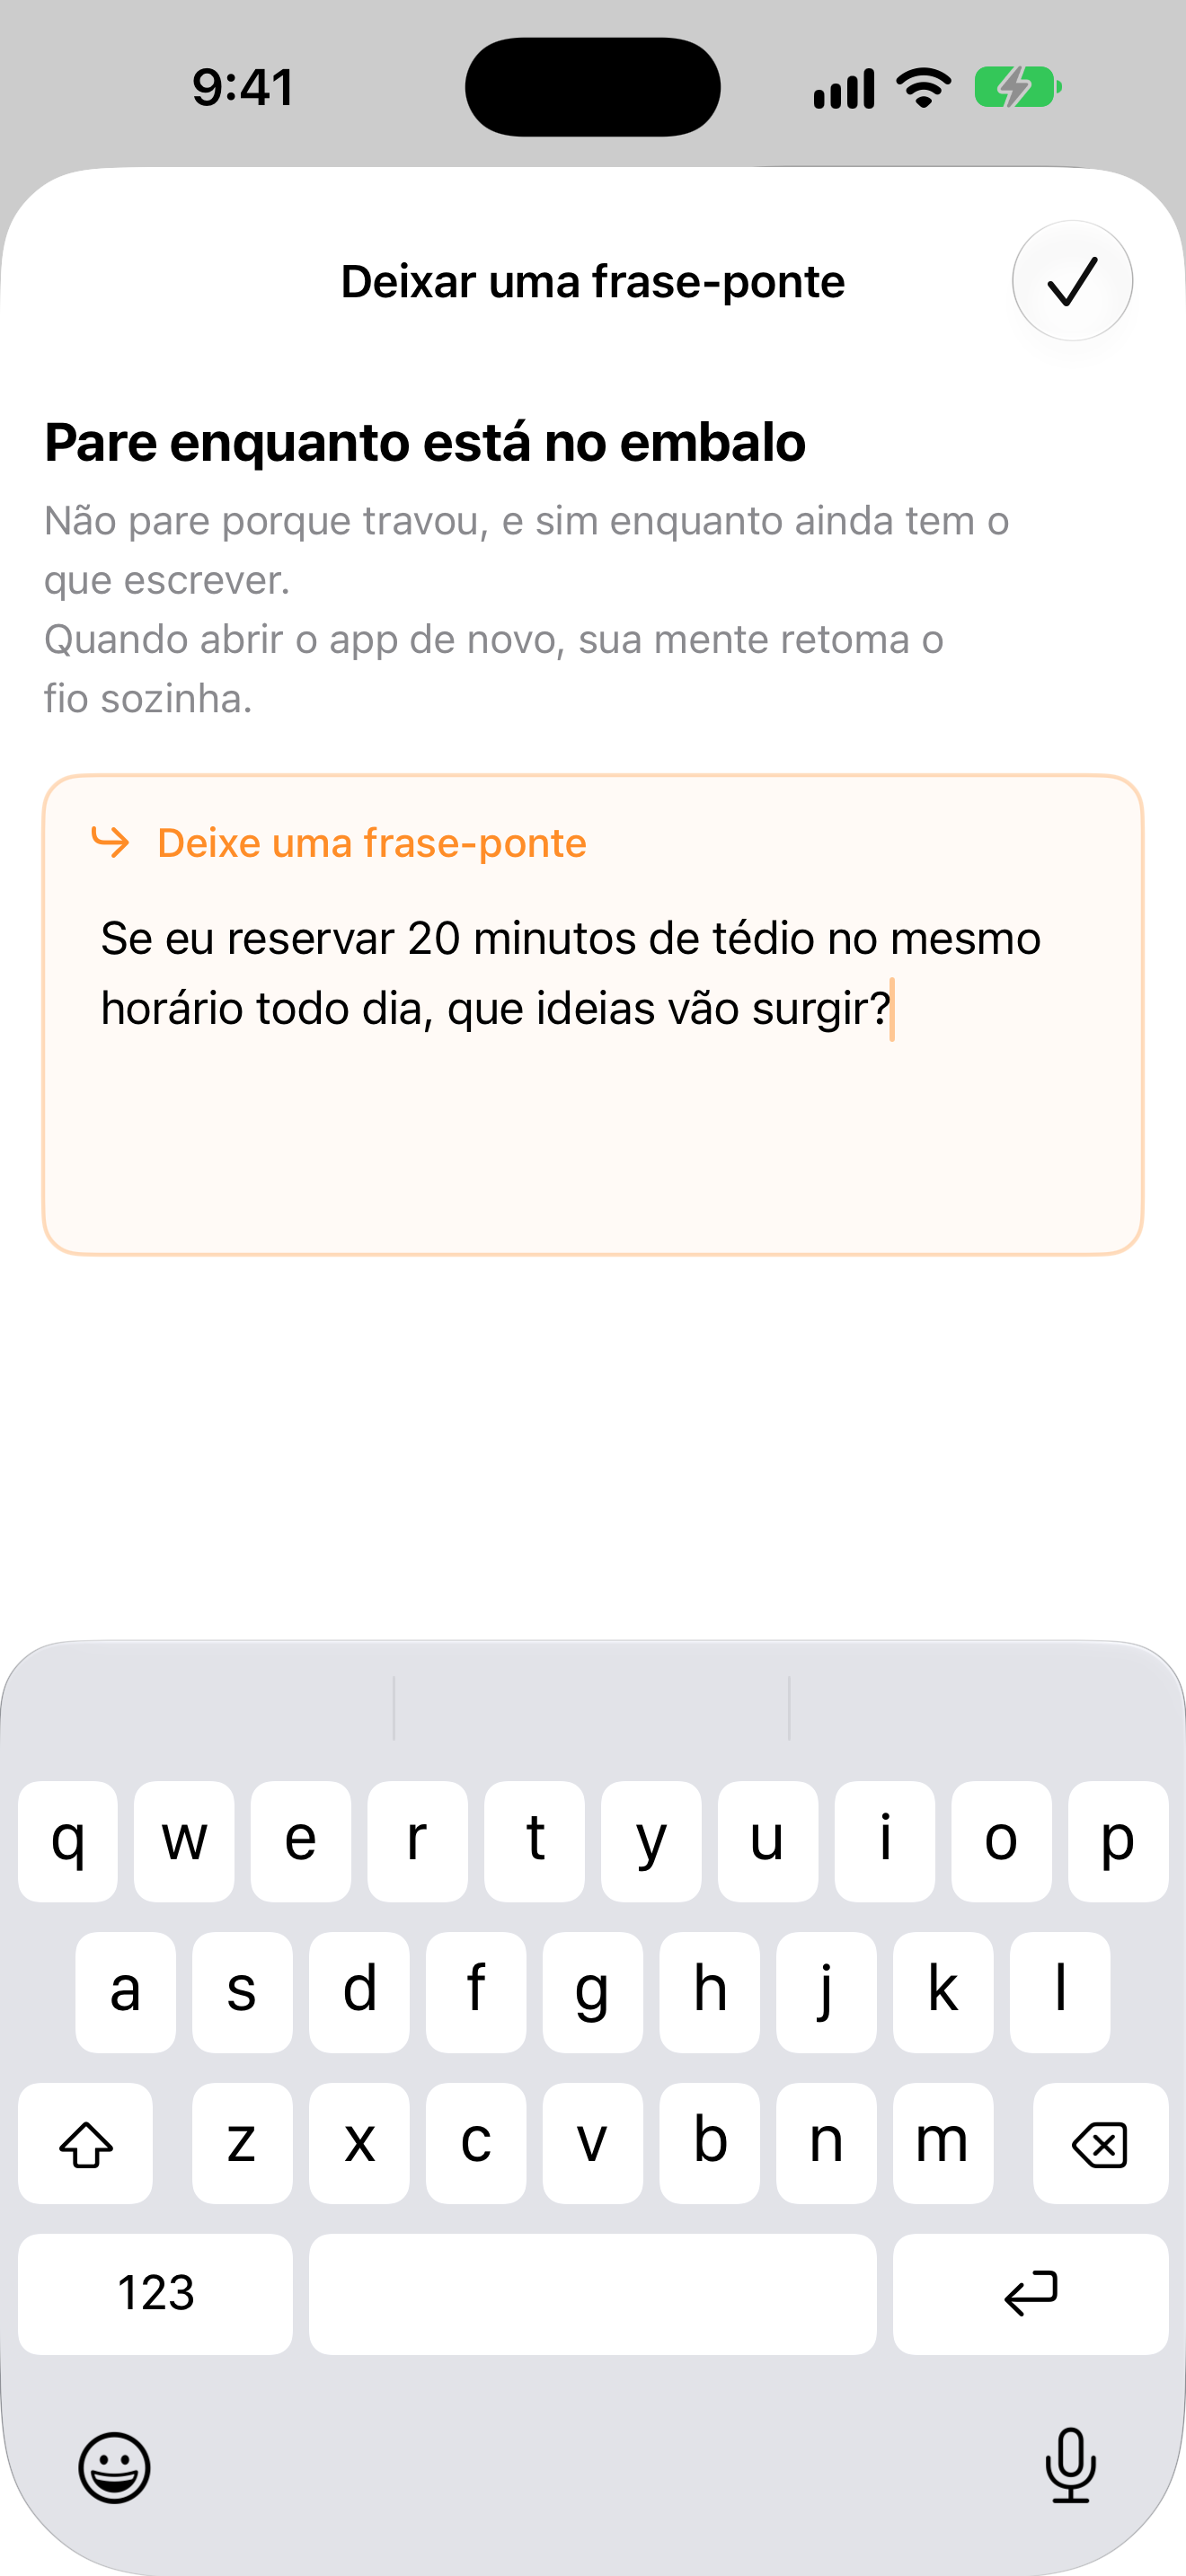 9:41
Deixar uma frase-ponte
Pare enquanto está no embalo
Não pare porque travou, e sim enquanto ainda tem o
que escrever.
Quando abrir o app de novo, sua mente retoma o
fio sozinha.
Deixe uma frase-ponte
Se eu reservar 20 minutos de tédio no mesmo
horário todo dia, que ideias vão surgir?
q w e r t y u i o p
a s d f g h j k l
z x c v b n m
123